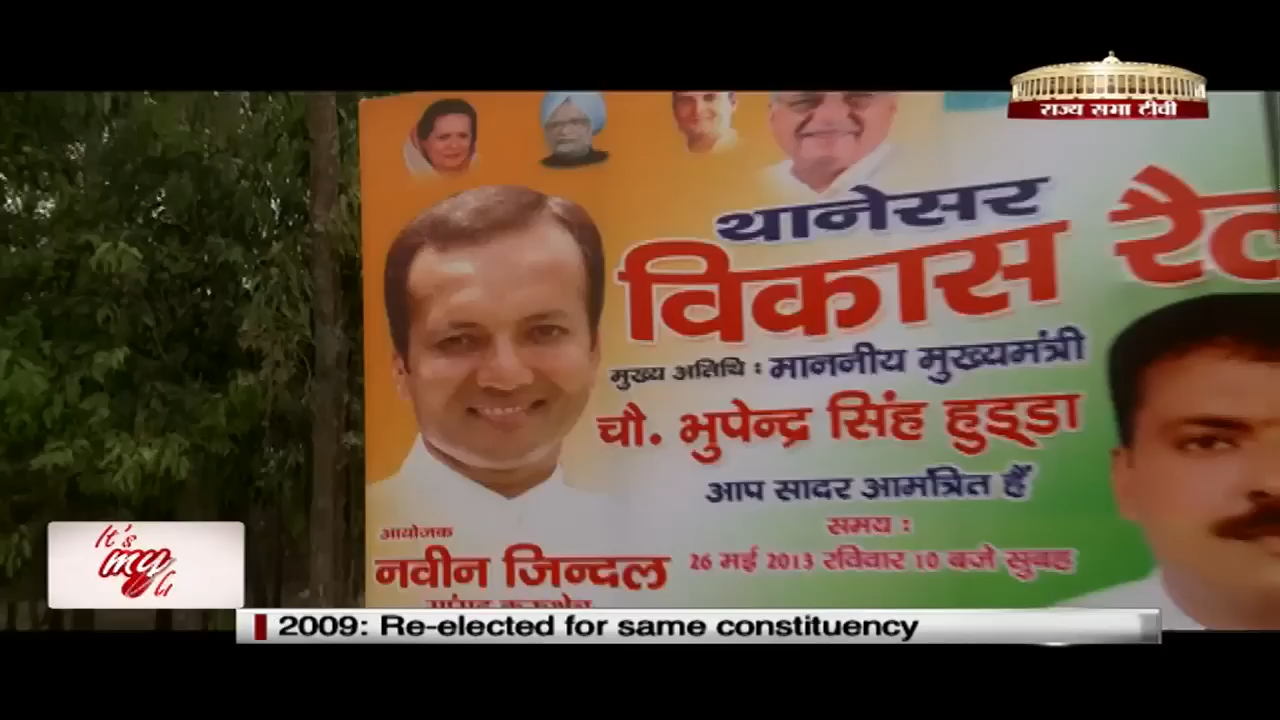 राज्य सभा टीवी
थानेसर
विकास
मुख्य अतिथि : माननीय मुख्यमंत्री
चौ. भुपेन्द्र सिंह हुड्डा
आप सादर आमंत्रित हैं
समय :
26 मई 2013 रविवार 10 बजे सुबह
आयोजक
नवीन जिन्दल
It's
my
2009: Re-elected for same constituency